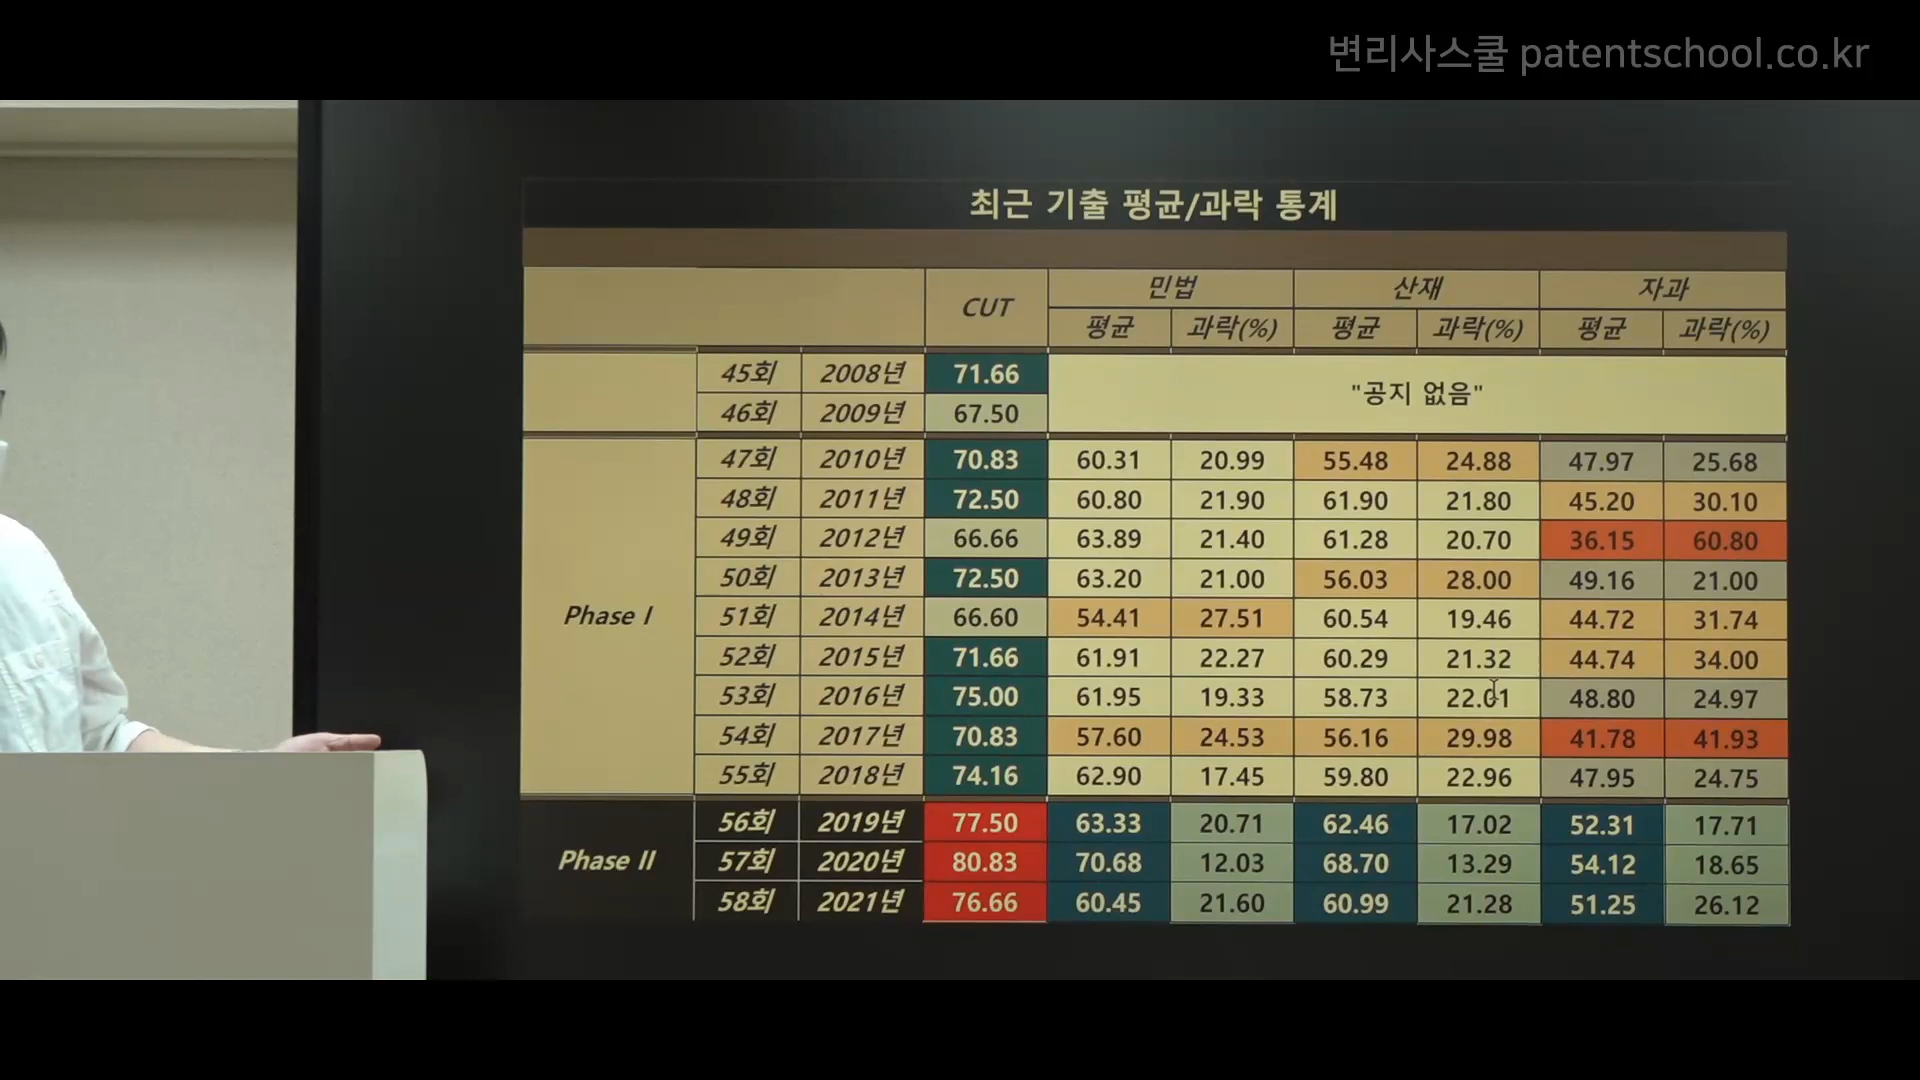 변리사스쿨 patentschool.co.kr
최근 기출 평균/과락 통계
CUT 민법 산재 자과
평균 과락(%) 평균 과락(%) 평균 과락(%)
45회 2008년 71.66 "공지 없음"
46회 2009년 67.50
Phase I
47회 2010년 70.83 60.31 20.99 55.48 24.88 47.97 25.68
48회 2011년 72.50 60.80 21.90 61.90 21.80 45.20 30.10
49회 2012년 66.66 63.89 21.40 61.28 20.70 36.15 60.80
50회 2013년 72.50 63.20 21.00 56.03 28.00 49.16 21.00
51회 2014년 66.60 54.41 27.51 60.54 19.46 44.72 31.74
52회 2015년 71.66 61.91 22.27 60.29 21.32 44.74 34.00
53회 2016년 75.00 61.95 19.33 58.73 22.01 48.80 24.97
54회 2017년 70.83 57.60 24.53 56.16 29.98 41.78 41.93
55회 2018년 74.16 62.90 17.45 59.80 22.96 47.95 24.75
Phase II
56회 2019년 77.50 63.33 20.71 62.46 17.02 52.31 17.71
57회 2020년 80.83 70.68 12.03 68.70 13.29 54.12 18.65
58회 2021년 76.66 60.45 21.60 60.99 21.28 51.25 26.12